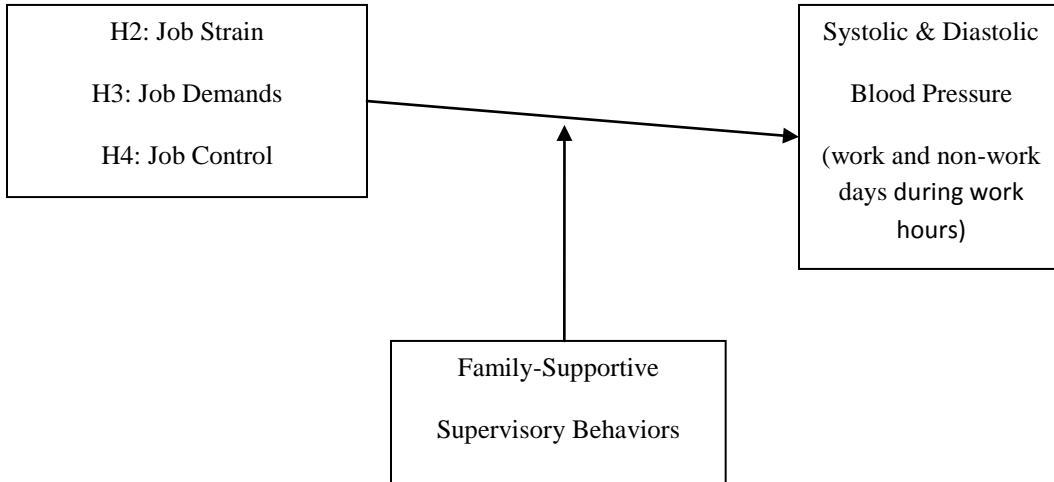 H2: Job Strain
H3: Job Demands
H4: Job Control
Systolic & Diastolic
Blood Pressure
(work and non-work
days during work
hours)
Family-Supportive
Supervisory Behaviors